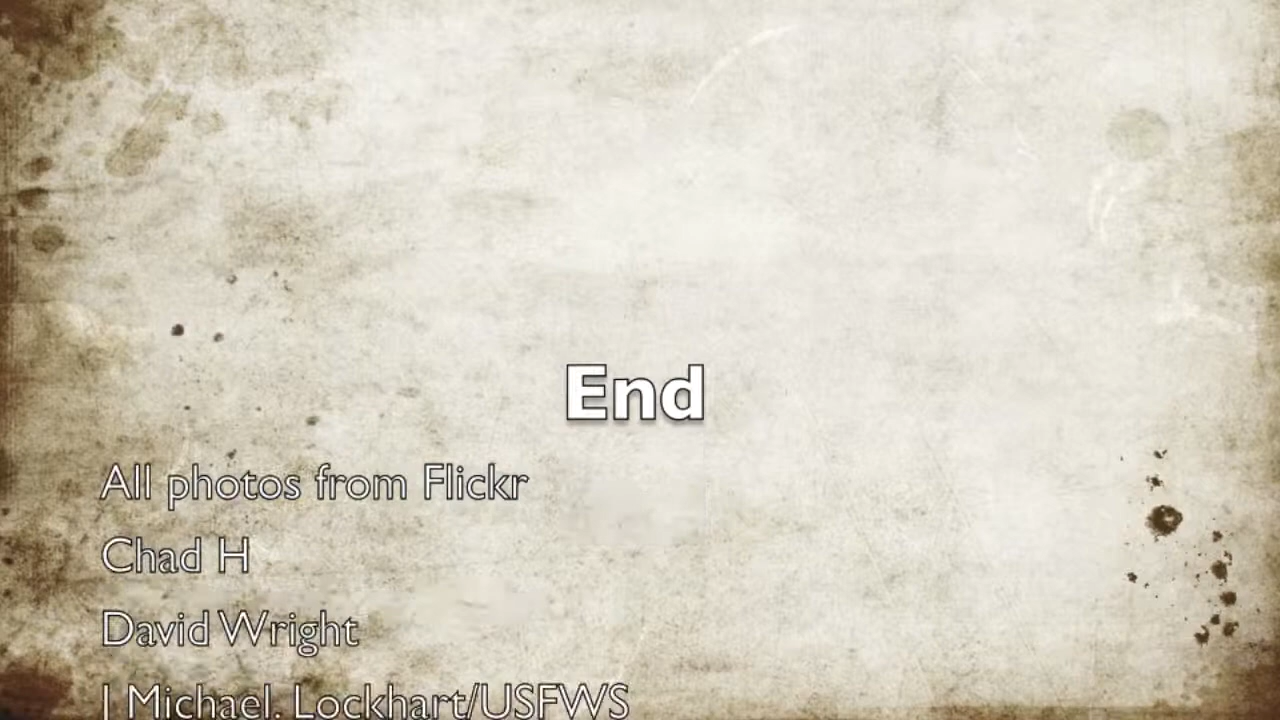 End
All photos from Flickr
Chad H
David Wright
J Michael. Lockhart/USFWS